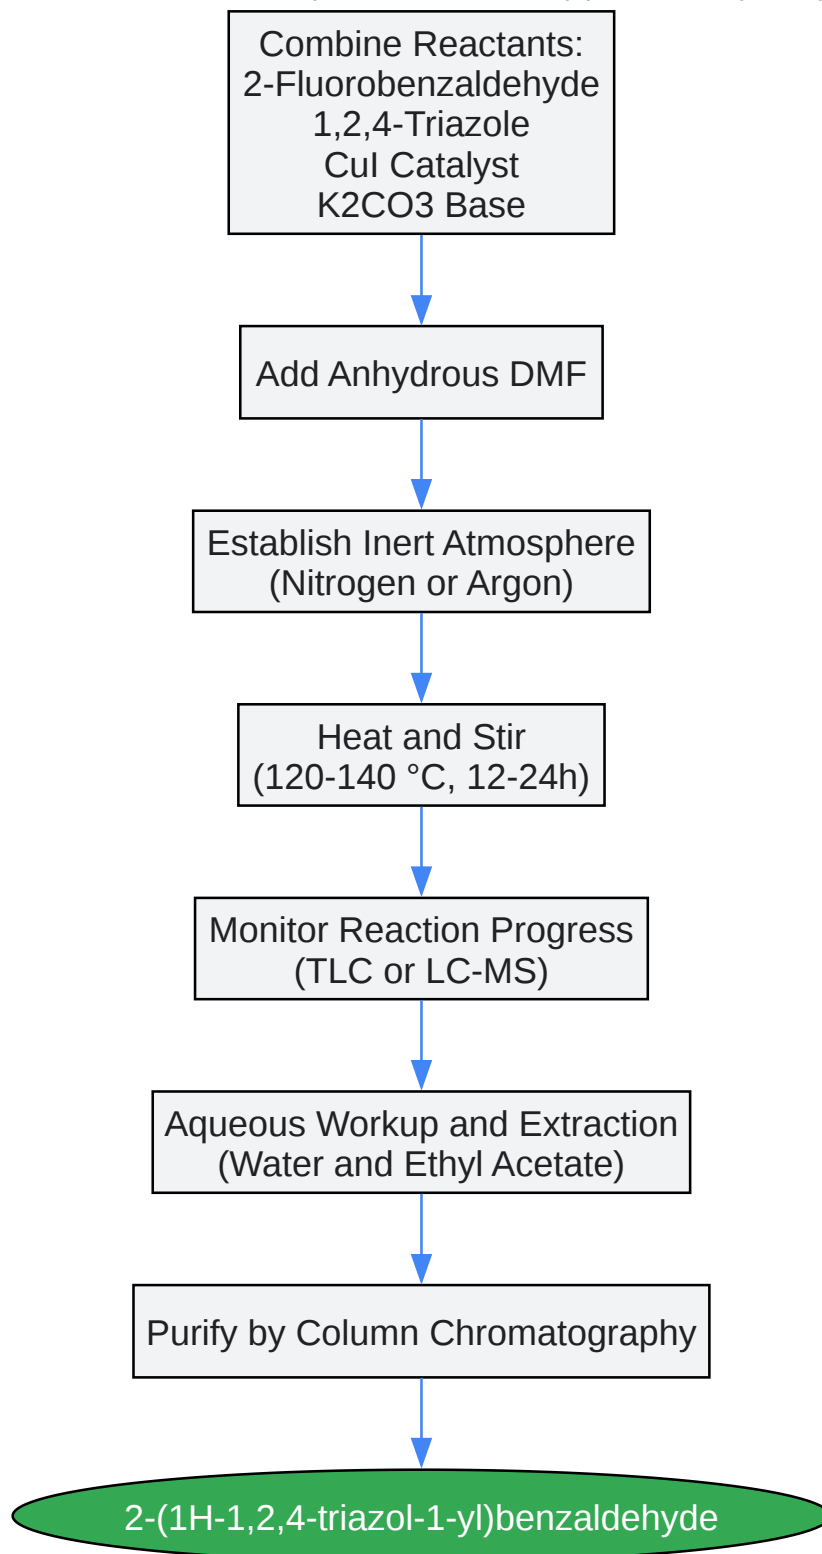 Combine Reactants:
2-Fluorobenzaldehyde
1,2,4-Triazole
CuI Catalyst
K2CO3 Base
Add Anhydrous DMF
Establish Inert Atmosphere
(Nitrogen or Argon)
Heat and Stir
(120-140 °C, 12-24h)
Monitor Reaction Progress
(TLC or LC-MS)
Aqueous Workup and Extraction
(Water and Ethyl Acetate)
Purify by Column Chromatography
2-(1H-1,2,4-triazol-1-yl)benzaldehyde